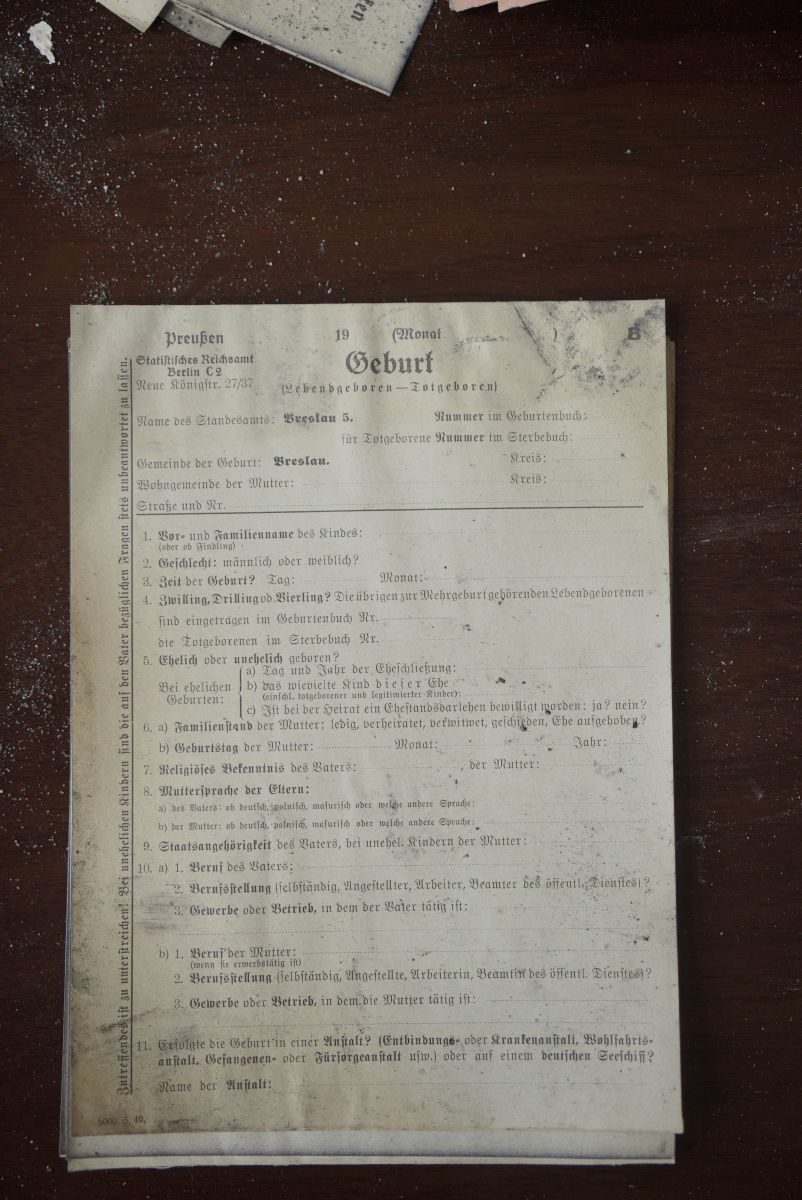 ffen
Preußen 19 (Monat ) B
Statistisches Reichsamt
Berlin C 2
Neue Königstr. 27/37
Geburt
(Lebendgeboren — Totgeboren)
Name des Standesamts: Breslau 5. Nummer im Geburtenbuch:
für Totgeborene Nummer im Sterbebuch:
Gemeinde der Geburt: Breslau. Kreis:
Wohngemeinde der Mutter: Kreis:
Straße und Nr.
1. Vor- und Familienname des Kindes:
(oder ob Findling)
2. Geschlecht: männlich oder weiblich?
3. Zeit der Geburt? Tag: Monat:
4. Zwilling, Drilling od. Vierling? Die übrigen zur Mehrgeburt gehörenden Lebendgeborenen
sind eingetragen im Geburtenbuch Nr.
die Totgeborenen im Sterbebuch Nr.
5. Ehelich oder unehelich geboren?
Bei ehelichen Geburten:
a) Tag und Jahr der Eheschließung:
b) das wievielte Kind dieser Ehe
(einschl. totgeborener und legitimierter Kinder):
c) Ist bei der Heirat ein Ehestandsdarlehen bewilligt worden: ja? nein?
6. a) Familienstand der Mutter: ledig, verheiratet, verwitwet, geschieden, Ehe aufgehoben?
b) Geburtstag der Mutter: Monat: Jahr:
7. Religiöses Bekenntnis des Vaters: , der Mutter:
8. Muttersprache der Eltern:
a) des Vaters: ob deutsch, polnisch, masurisch oder welche andere Sprache:
b) der Mutter: ob deutsch, polnisch, masurisch oder welche andere Sprache:
9. Staatsangehörigkeit des Vaters, bei unehel. Kindern der Mutter:
10. a) 1. Beruf des Vaters:
2. Berufsstellung (selbständig, Angestellter, Arbeiter, Beamter des öffentl. Dienstes)?
3. Gewerbe oder Betrieb, in dem der Vater tätig ist:
b) 1. Beruf der Mutter:
(wenn sie erwerbstätig ist)
2. Berufsstellung (selbständig, Angestellte, Arbeiterin, Beamtin des öffentl. Dienstes)?
3. Gewerbe oder Betrieb, in dem die Mutter tätig ist:
11. Erfolgte die Geburt in einer Anstalt? (Entbindungs- oder Krankenanstalt, Wohlfahrts-
anstalt, Gefangenen- oder Fürsorgeanstalt usw.) oder auf einem deutschen Seeschiff?
Name der Anstalt:
5000. 5. 40.
Zutreffendes ist zu unterstreichen! Bei unehelichen Kindern sind die auf den Vater bezüglichen Fragen stets unbeantwortet zu lassen.